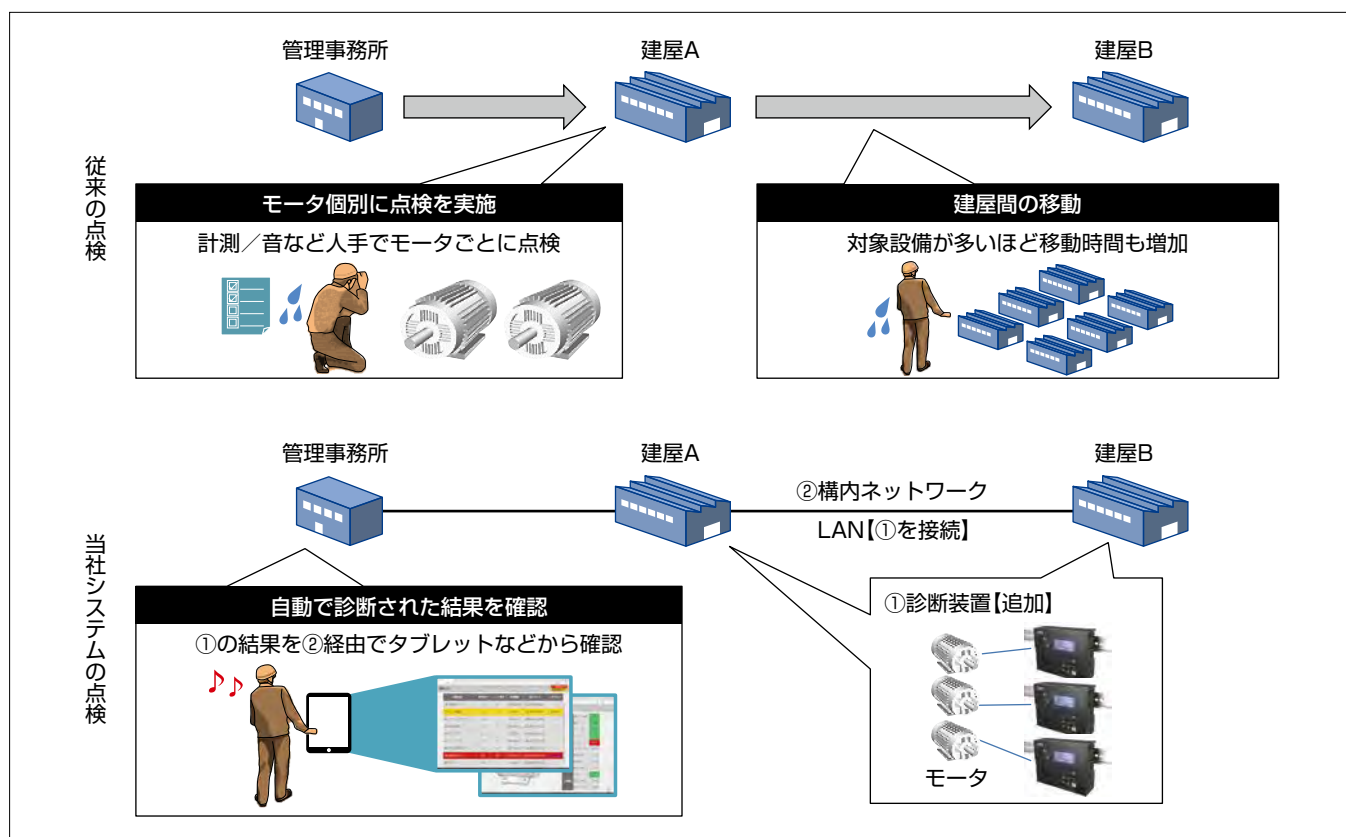 従来の点検
管理事務所
建屋A
建屋B
モータ個別に点検を実施
計測／音など人手でモータごとに点検
建屋間の移動
対象設備が多いほど移動時間も増加
当社システムの点検
管理事務所
建屋A
建屋B
②構内ネットワーク
LAN【①を接続】
自動で診断された結果を確認
①の結果を②経由でタブレットなどから確認
①診断装置【追加】
モータ